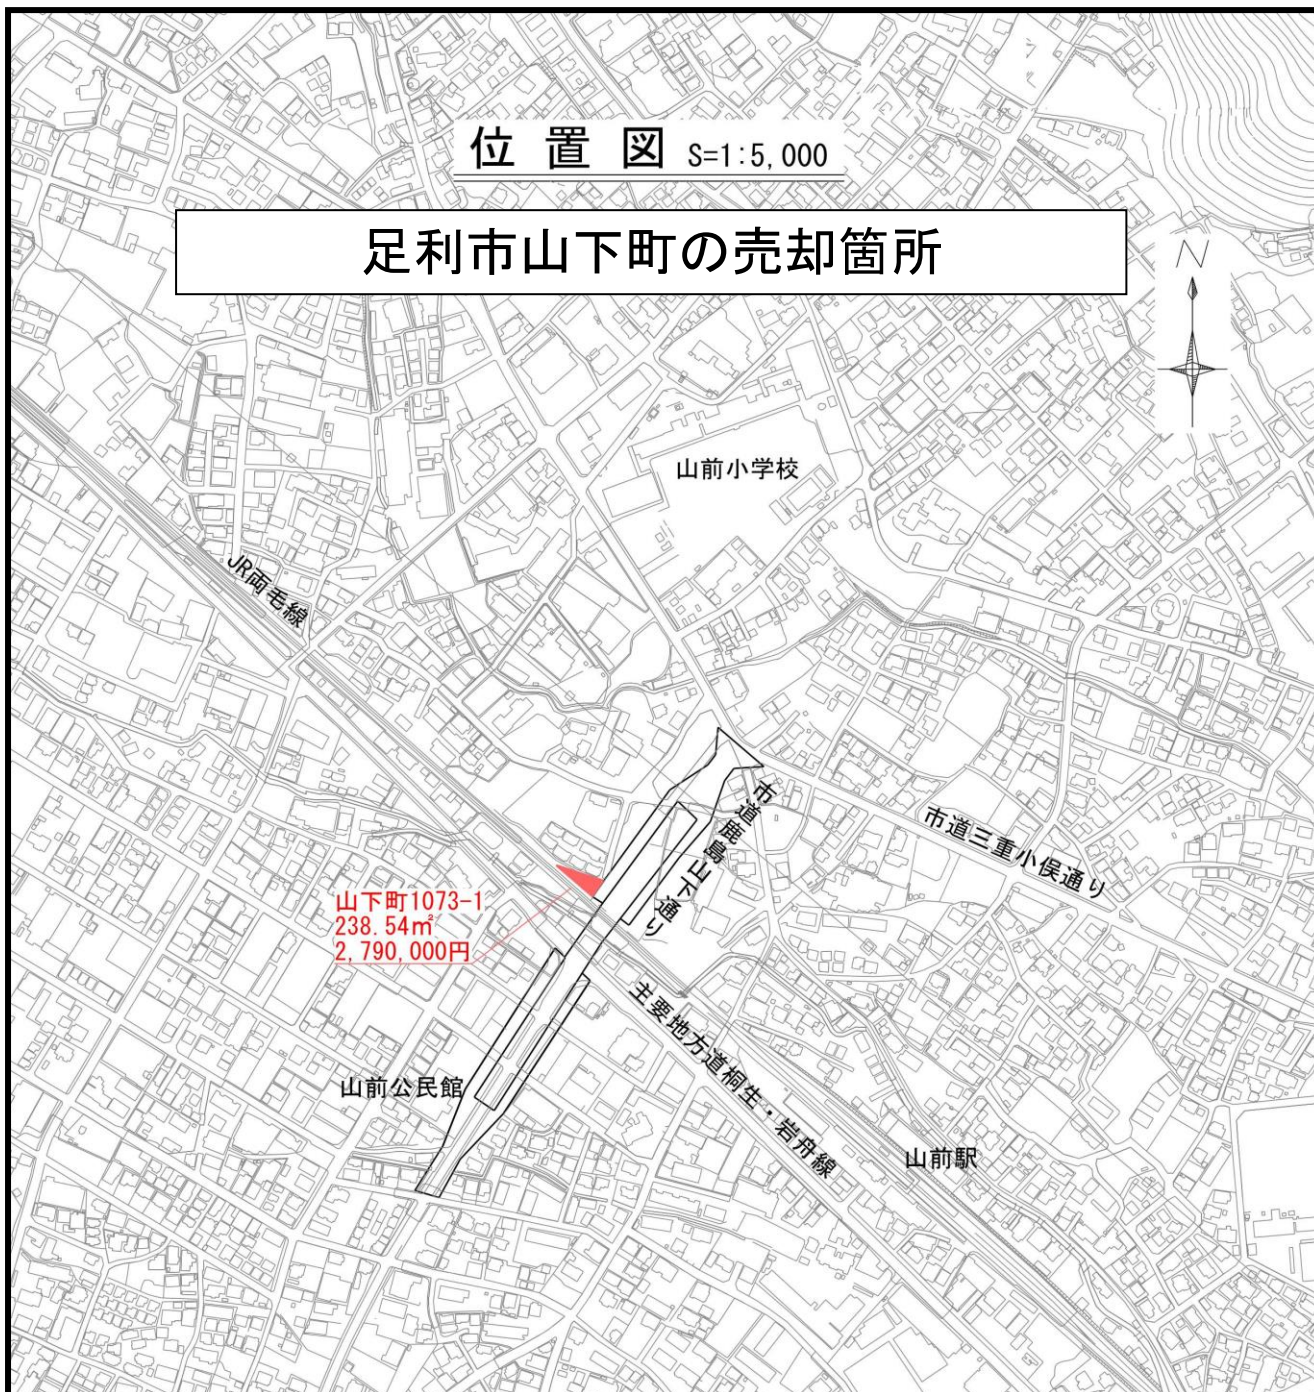 位置図 S=1:5,000
足利市山下町の売却箇所
N
山前小学校
JR両毛線
市道鹿島山下通り
市道三重小俣通り
山下町1073-1
238.54㎡
2,790,000円
主要地方道桐生・岩舟線
山前公民館
山前駅